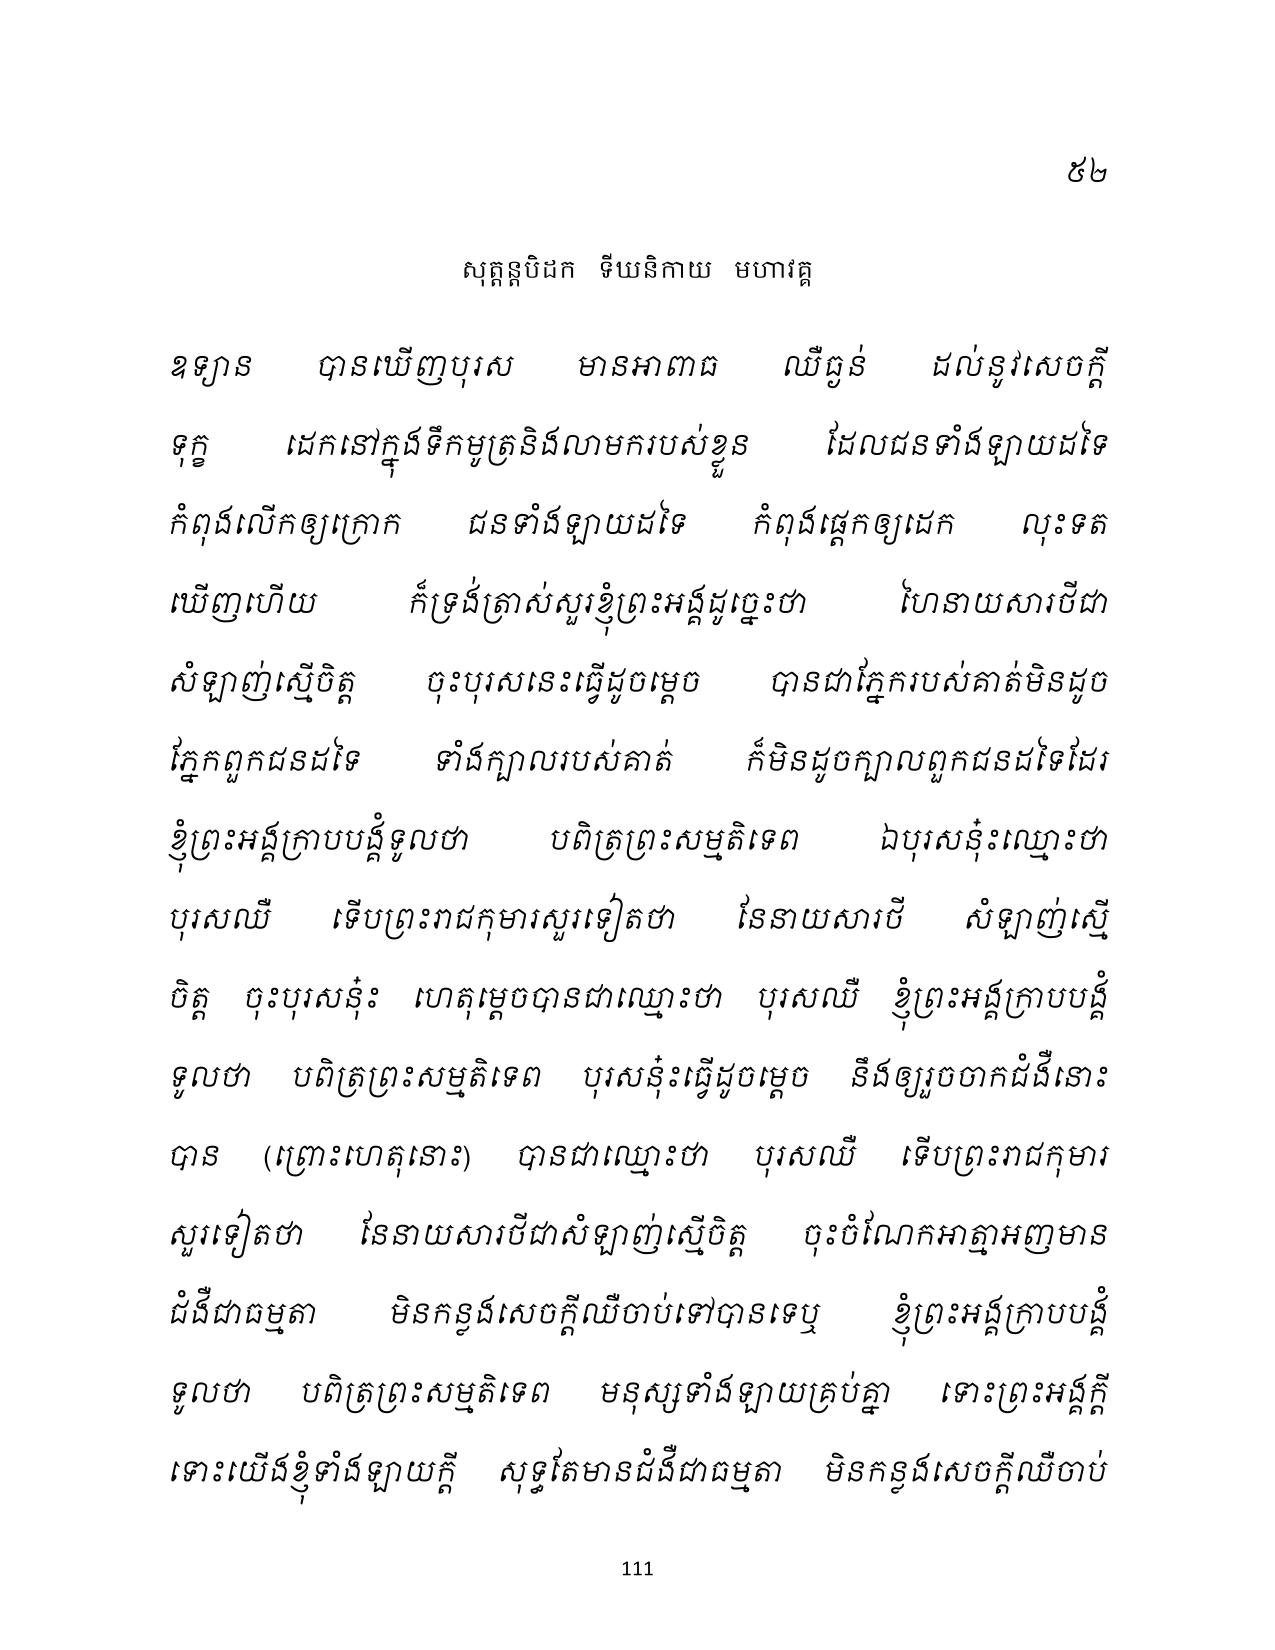 ៥២
សុត្តន្តបិដក ទីឃនិកាយ មហាវគ្គ
ឧទ្យាន បានឃើញបុរស មានអាពាធ ឈឺធ្ងន់ ដល់នូវសេចក្តី
ទុក្ខ ដេកនៅក្នុងទឹកមូត្រនិងលាមករបស់ខ្លួន ដែលជនទាំងឡាយដទៃ
កំពុងលើកឲ្យក្រោក ជនទាំងឡាយដទៃ កំពុងផ្តេកឲ្យដេក លុះទត
ឃើញហើយ ក៏ទ្រង់ត្រាស់សួរខ្ញុំព្រះអង្គដូច្នេះថា ហៃនាយសារថីជា
សំឡាញ់ស្មើចិត្ត ចុះបុរសនេះធ្វើដូចម្តេច បានជាភ្នែករបស់គាត់មិនដូច
ភ្នែកពួកជនដទៃ ទាំងក្បាលរបស់គាត់ ក៏មិនដូចក្បាលពួកជនដទៃដែរ
ខ្ញុំព្រះអង្គក្រាបបង្គំទូលថា បពិត្រព្រះសម្មតិទេព ឯបុរសនុ៎ះឈ្មោះថា
បុរសឈឺ ទើបព្រះរាជកុមារសួរទៀតថា នែនាយសារថី សំឡាញ់ស្មើ
ចិត្ត ចុះបុរសនុ៎ះ ហេតុម្តេចបានជាឈ្មោះថា បុរសឈឺ ខ្ញុំព្រះអង្គក្រាបបង្គំ
ទូលថា បពិត្រព្រះសម្មតិទេព បុរសនុ៎ះធ្វើដូចម្តេច នឹងឲ្យរួចចាកជំងឺនោះ
បាន (ព្រោះហេតុនោះ) បានជាឈ្មោះថា បុរសឈឺ ទើបព្រះរាជកុមារ
សួរទៀតថា នែនាយសារថីជាសំឡាញ់ស្មើចិត្ត ចុះចំណែកអាត្មាអញមាន
ជំងឺជាធម្មតា មិនកន្លងសេចក្តីឈឺចាប់ទៅបានទេឬ ខ្ញុំព្រះអង្គក្រាបបង្គំ
ទូលថា បពិត្រព្រះសម្មតិទេព មនុស្សទាំងឡាយគ្រប់គ្នា ទោះព្រះអង្គក្តី
ទោះយើងខ្ញុំទាំងឡាយក្តី សុទ្ធតែមានជំងឺជាធម្មតា មិនកន្លងសេចក្តីឈឺចាប់
111